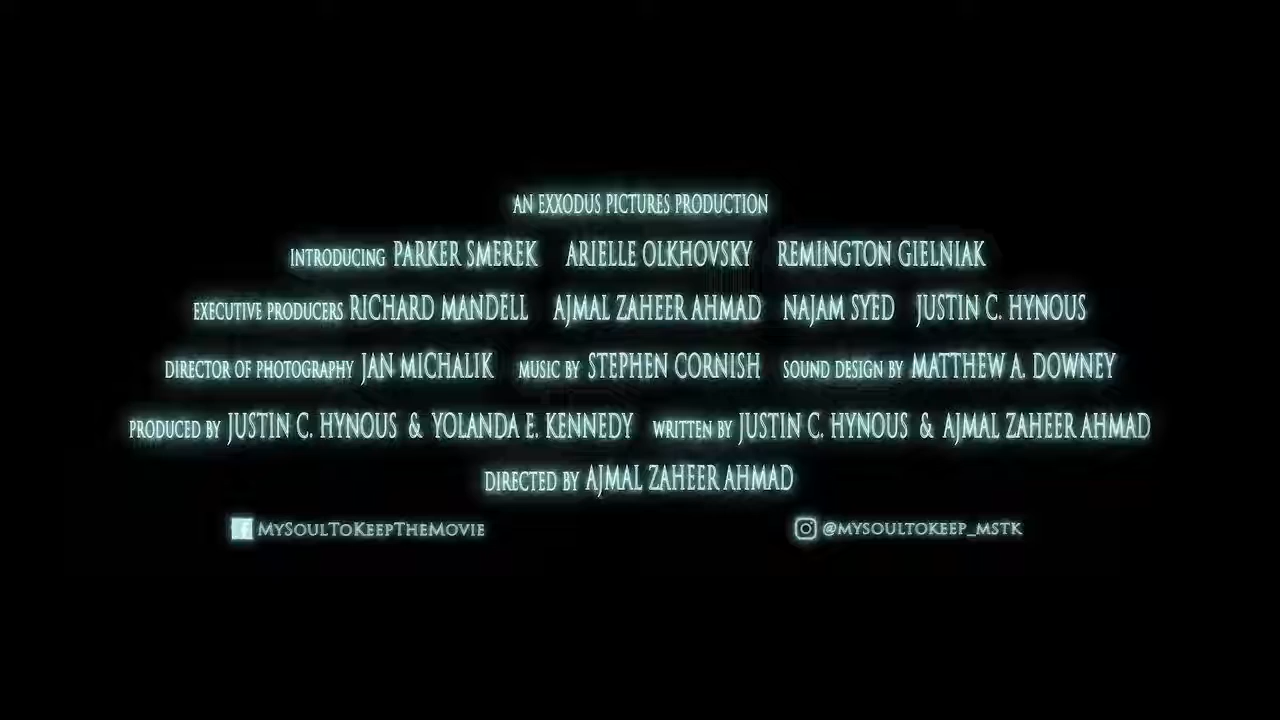 AN EXXODUS PICTURES PRODUCTION
INTRODUCING PARKER SMEREK ARIELLE OLKHOVSKY REMINGTON GIELNIAK
EXECUTIVE PRODUCERS RICHARD MANDELL AJMAL ZAHEER AHMAD NAJAM SYED JUSTIN C. HYNOUS
DIRECTOR OF PHOTOGRAPHY JAN MICHALIK MUSIC BY STEPHEN CORNISH SOUND DESIGN BY MATTHEW A. DOWNEY
PRODUCED BY JUSTIN C. HYNOUS & YOLANDA E. KENNEDY WRITTEN BY JUSTIN C. HYNOUS & AJMAL ZAHEER AHMAD
DIRECTED BY AJMAL ZAHEER AHMAD
MYSOULTOKEEPTHEMOVIE @MYSOULTOKEEP_MSTK